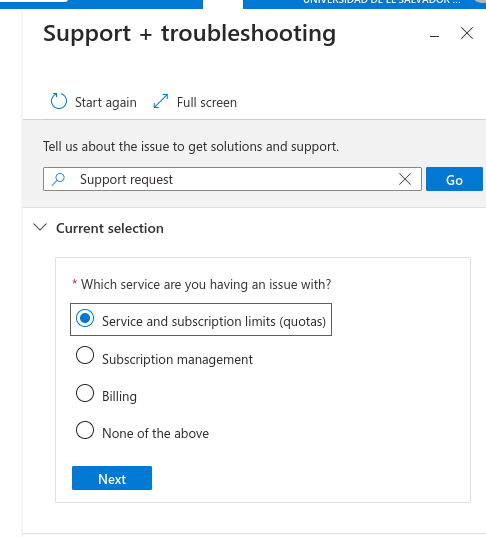 UNIVERSIDAD DE EL SALVADOR ...
Support + troubleshooting
Start again
Full screen
Tell us about the issue to get solutions and support.
Support request
Go
Current selection
* Which service are you having an issue with?
Service and subscription limits (quotas)
Subscription management
Billing
None of the above
Next